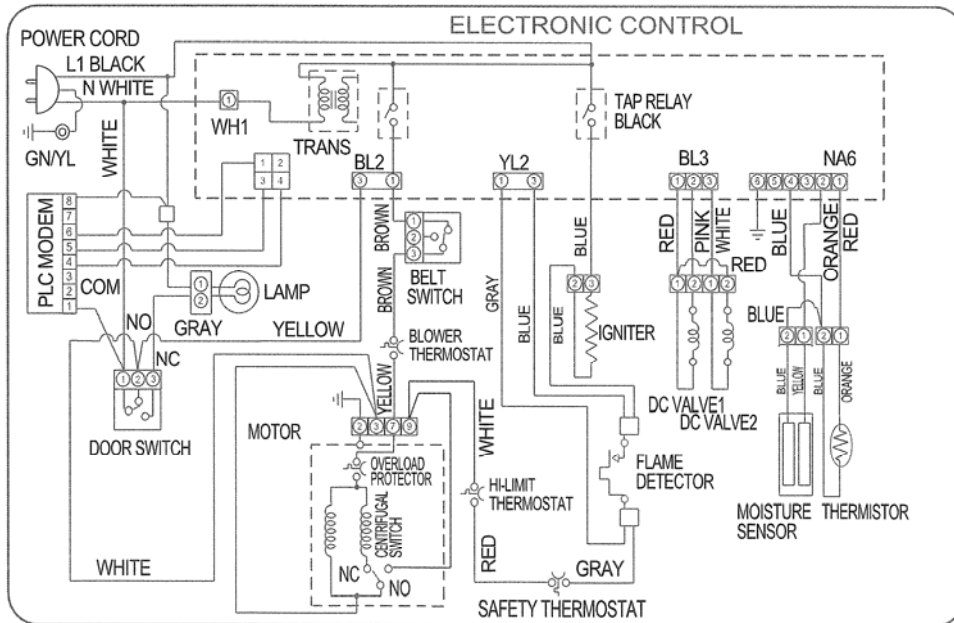 ELECTRONIC CONTROL
POWER CORD
L1 BLACK
N WHITE
GN/YL
WHITE
1
WH1
TRANS
TAP RELAY
BLACK
1 2
3 4
BL2
3 1
YL2
1 3
BL3
1 2 3
NA6
6 5 4 3 2 1
PLC MODEM
8
7
6
5
4
3
2
1
COM
NO
NC
1
2
GRAY
LAMP
YELLOW
BROWN
1
2
3
BELT
SWITCH
BROWN
BLOWER
THERMOSTAT
YELLOW
GRAY
BLUE
BLUE
BLUE
2 3
IGNITER
RED
PINK
WHITE
RED
1 2 1 2
DC VALVE1
DC VALVE2
BLUE
ORANGE
RED
BLUE
2 1 2 1
BLUE
YELLOW
BLUE
ORANGE
MOISTURE
SENSOR
THERMISTOR
1 2 3
DOOR SWITCH
MOTOR
2 3 7 9
OVERLOAD
PROTECTOR
CENTRIFUGAL
SWITCH
NC
NO
WHITE
WHITE
HI-LIMIT
THERMOSTAT
RED
GRAY
SAFETY THERMOSTAT
FLAME
DETECTOR